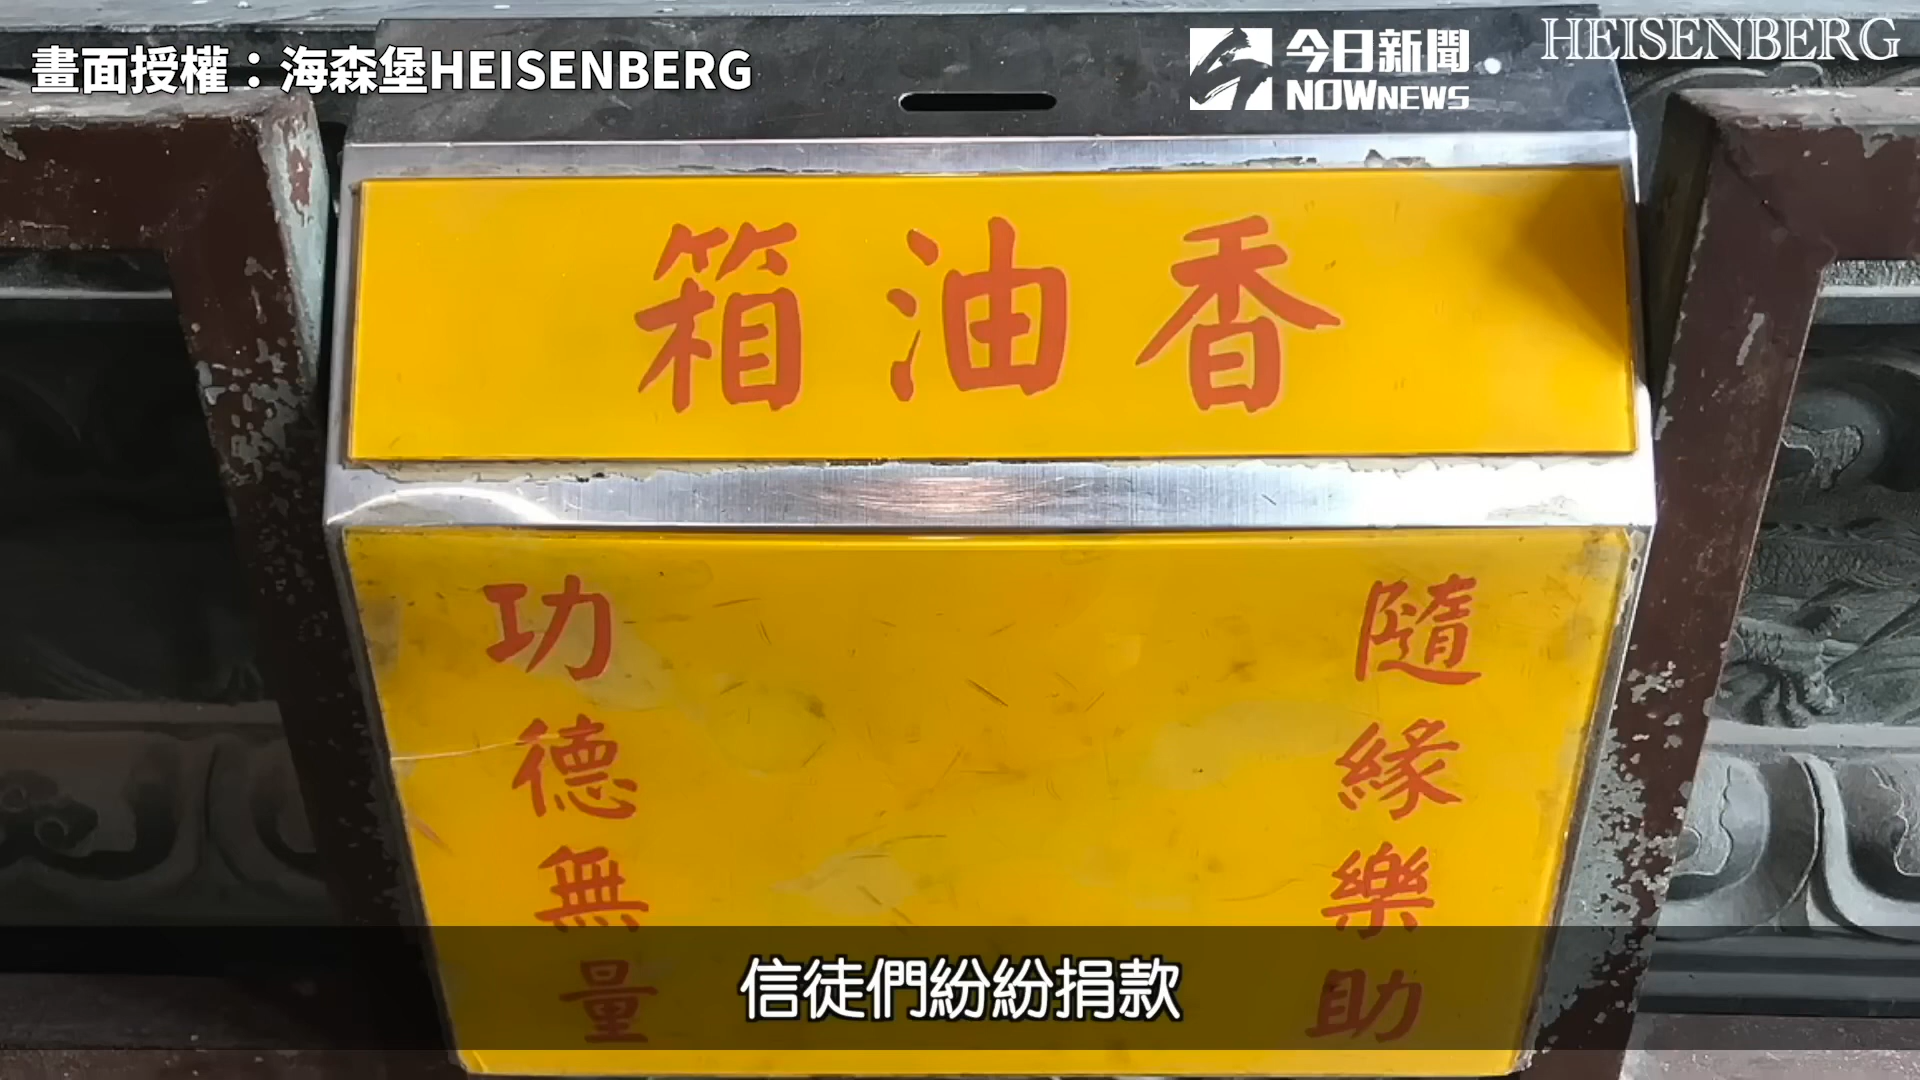 畫面授權：海森堡HEISENBERG
今日新聞
NOWNEWS
HEISENBERG
香油箱
隨緣樂助
功德無量
信徒們紛紛捐款